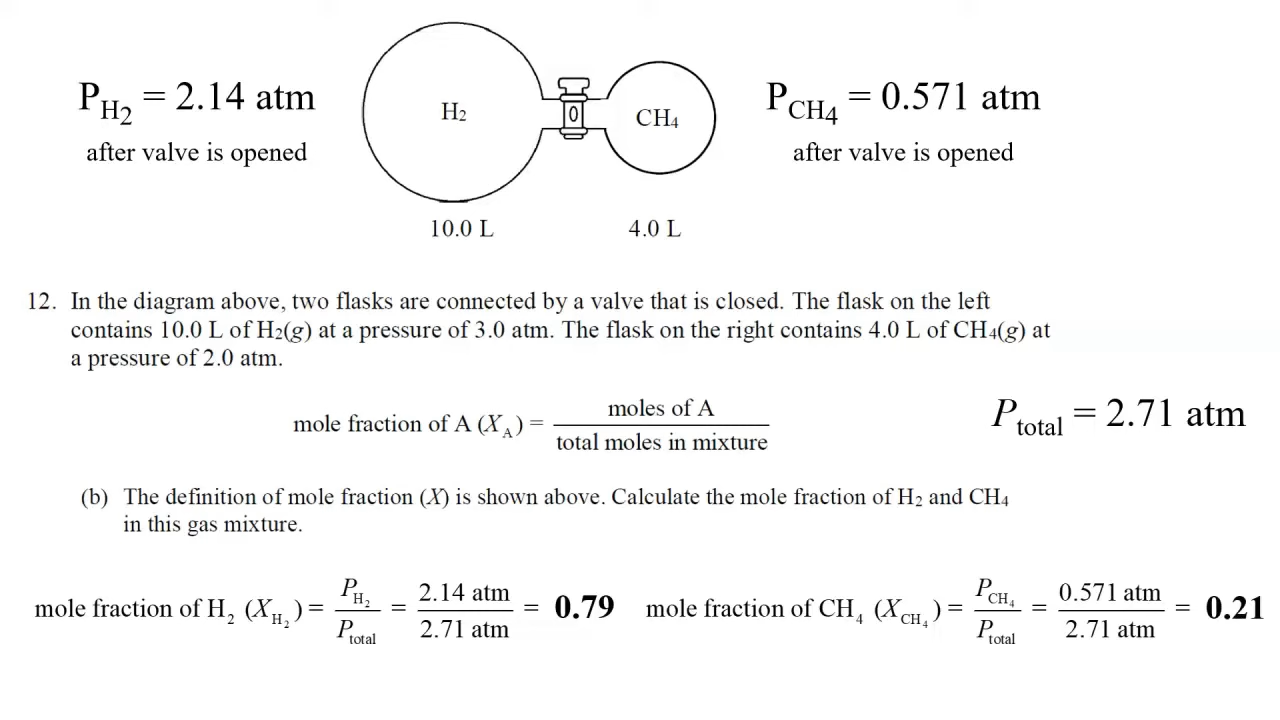 P_H2 = 2.14 atm
after valve is opened
H2
0
CH4
P_CH4 = 0.571 atm
after valve is opened
10.0 L
4.0 L
12. In the diagram above, two flasks are connected by a valve that is closed. The flask on the left
contains 10.0 L of H2(g) at a pressure of 3.0 atm. The flask on the right contains 4.0 L of CH4(g) at
a pressure of 2.0 atm.
mole fraction of A (X_A) = moles of A / total moles in mixture
P_total = 2.71 atm
(b) The definition of mole fraction (X) is shown above. Calculate the mole fraction of H2 and CH4
in this gas mixture.
mole fraction of H2 (X_H2) = P_H2 / P_total = 2.14 atm / 2.71 atm = 0.79
mole fraction of CH4 (X_CH4) = P_CH4 / P_total = 0.571 atm / 2.71 atm = 0.21